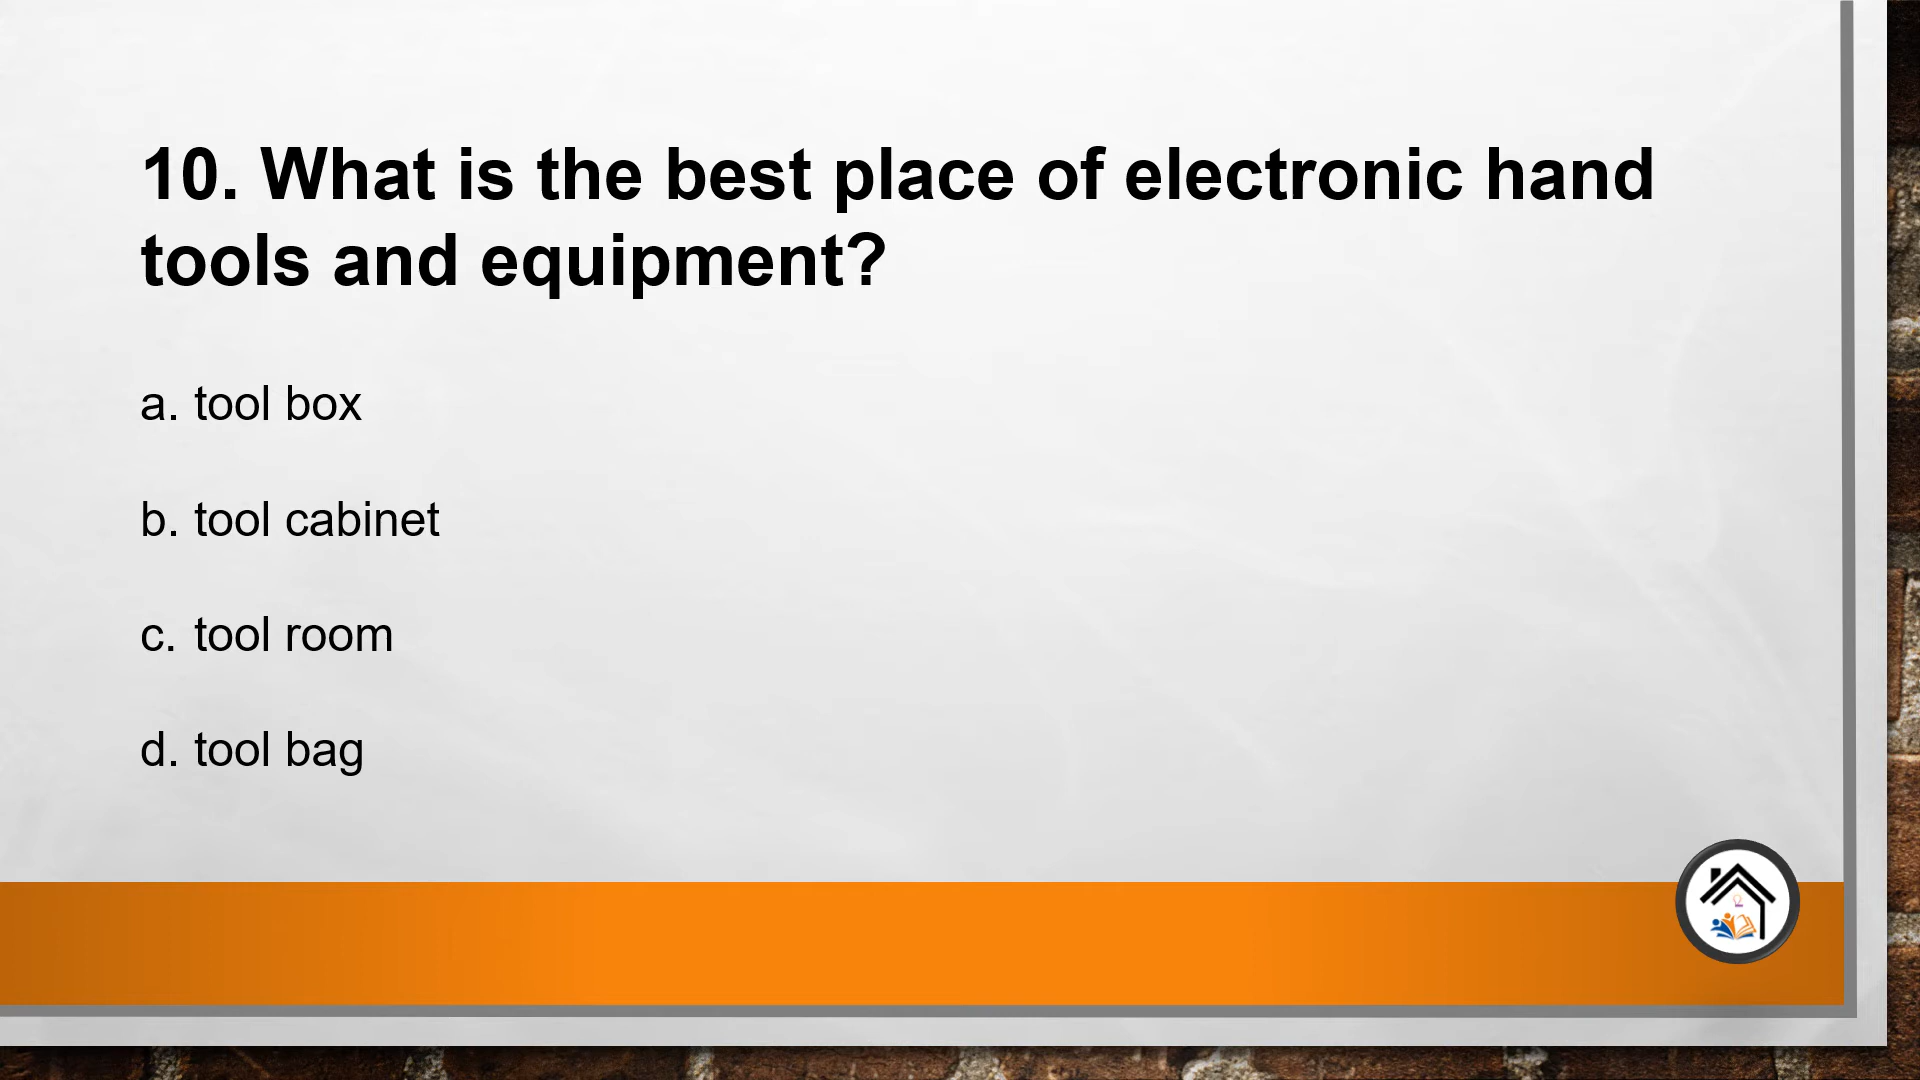 10. What is the best place of electronic hand
tools and equipment?
a. tool box
b. tool cabinet
c. tool room
d. tool bag